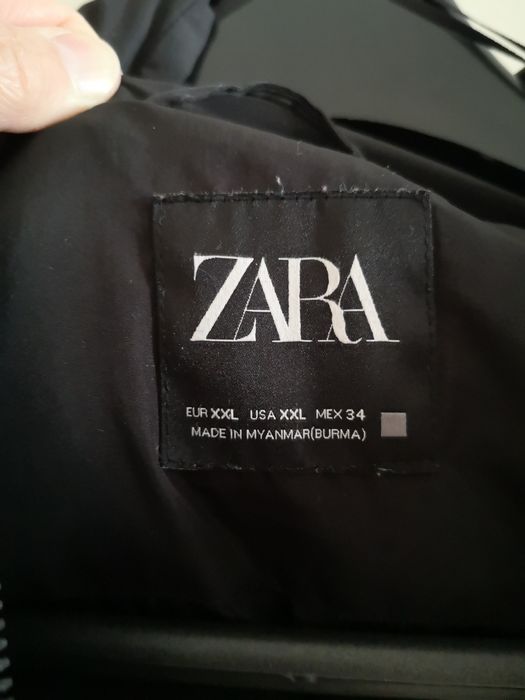 ZARA
EUR XXL USA XXL MEX 34
MADE IN MYANMAR(BURMA)